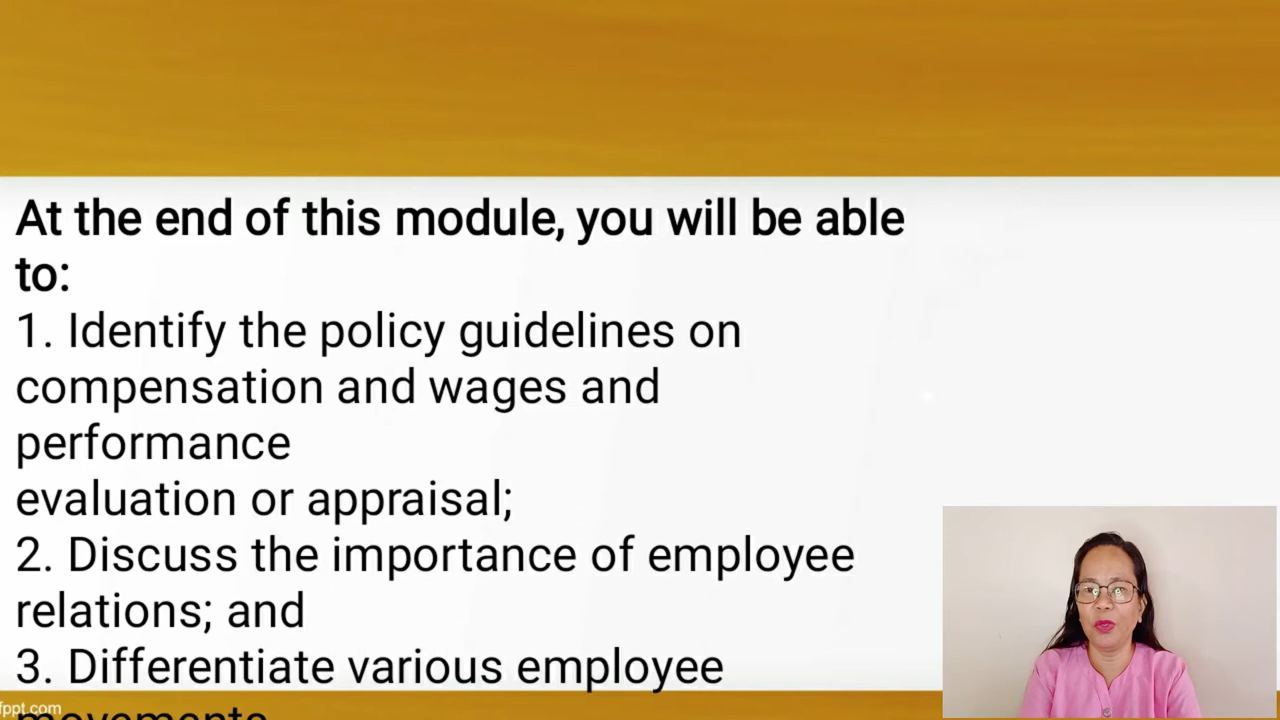 At the end of this module, you will be able
to:
1. Identify the policy guidelines on
compensation and wages and
performance
evaluation or appraisal;
2. Discuss the importance of employee
relations; and
3. Differentiate various employee
movements
fppt.com